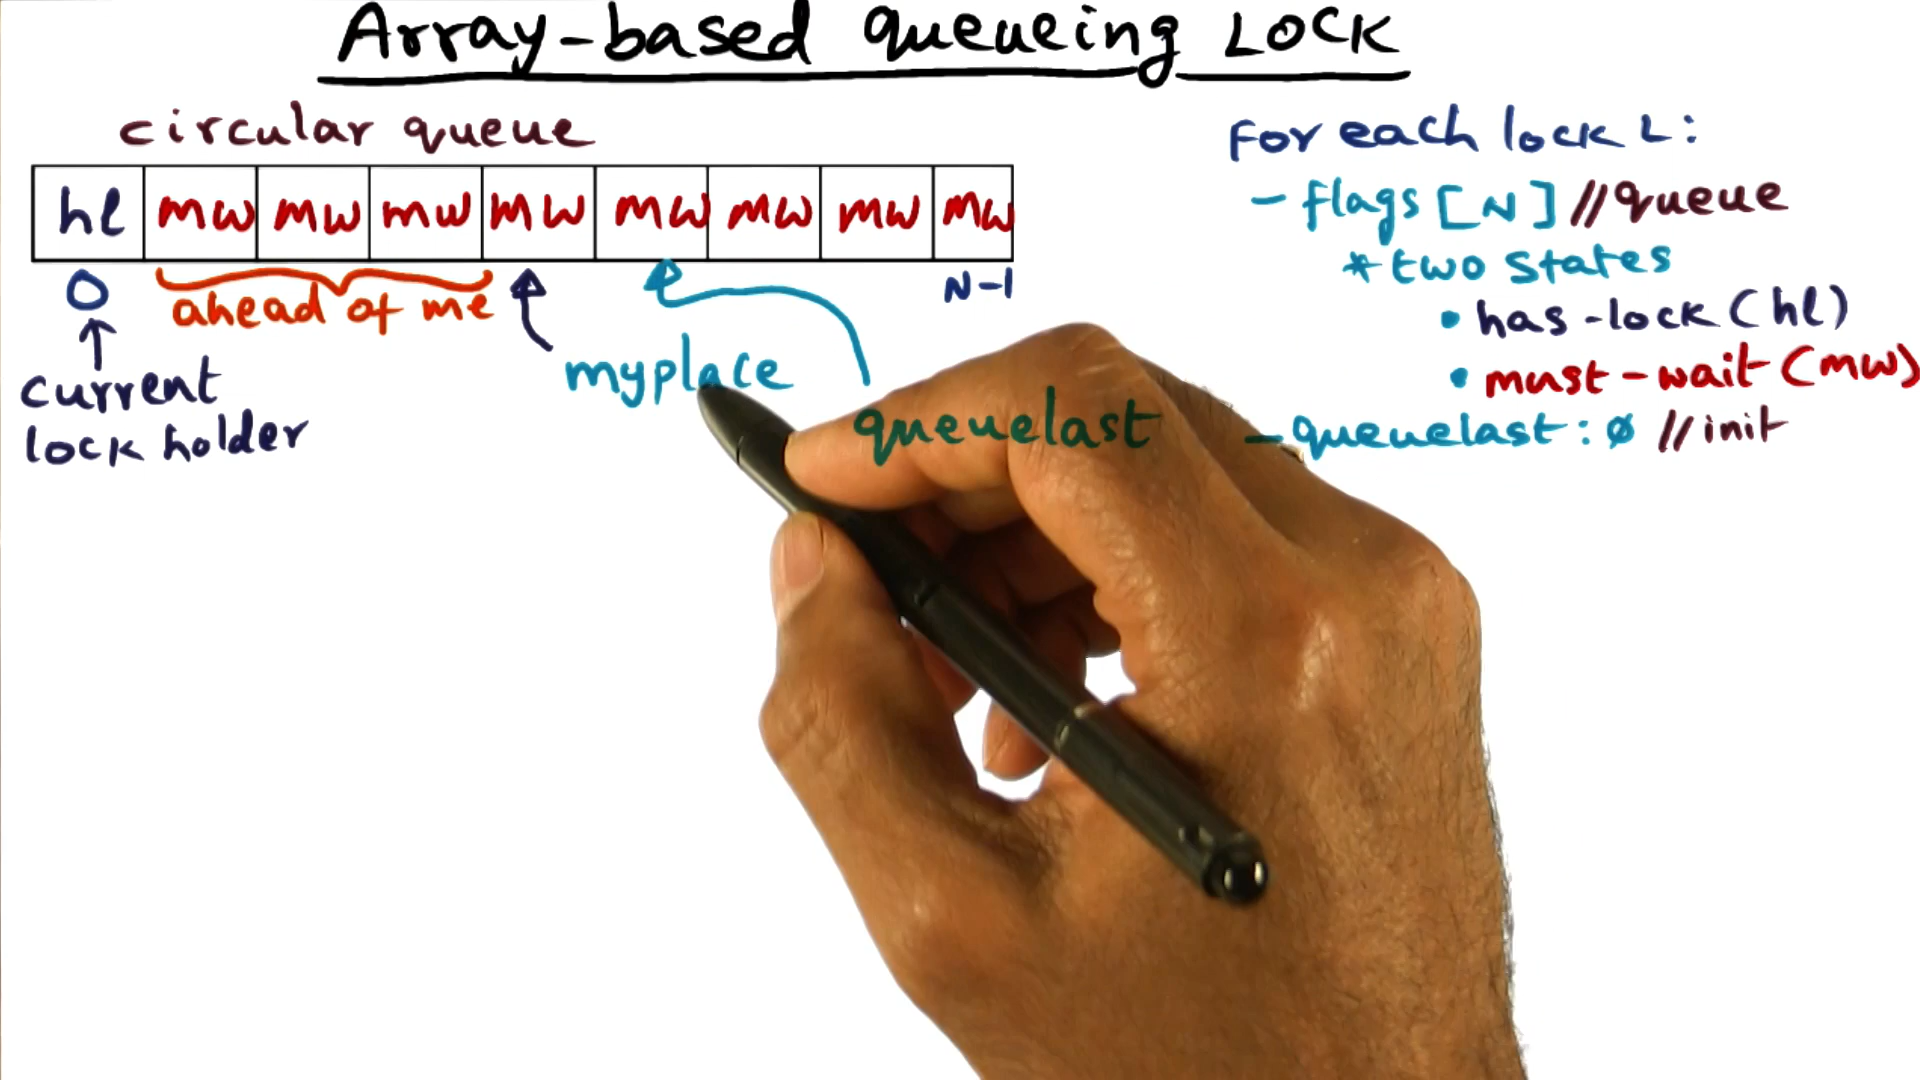 Array-based queueing LOCK
circular queue
hl mw mw mw mw mw mw mw mw
0 N-1
ahead of me
current
lock holder
myplace
queuelast
For each lock L:
- flags [N] //queue
* two states
• has-lock (hl)
• must-wait (mw)
- queuelast: ø //init